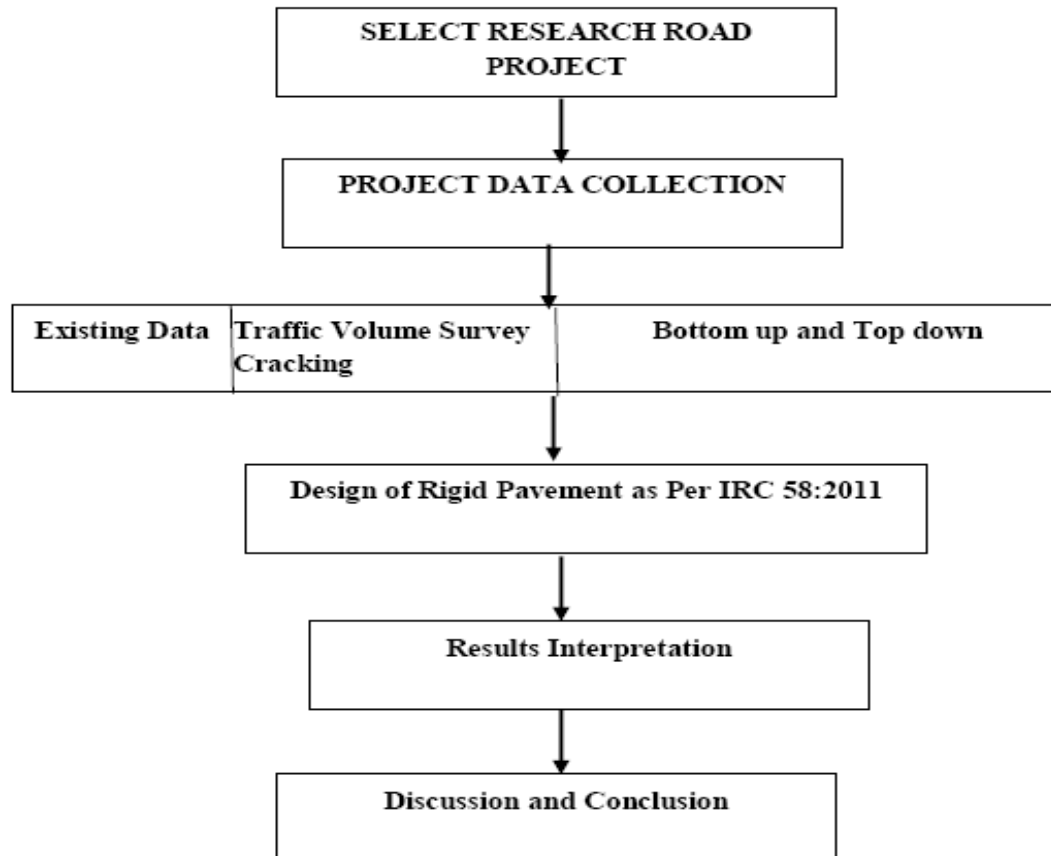 SELECT RESEARCH ROAD
PROJECT
PROJECT DATA COLLECTION
Existing Data
Traffic Volume Survey
Cracking
Bottom up and Top down
Design of Rigid Pavement as Per IRC 58:2011
Results Interpretation
Discussion and Conclusion